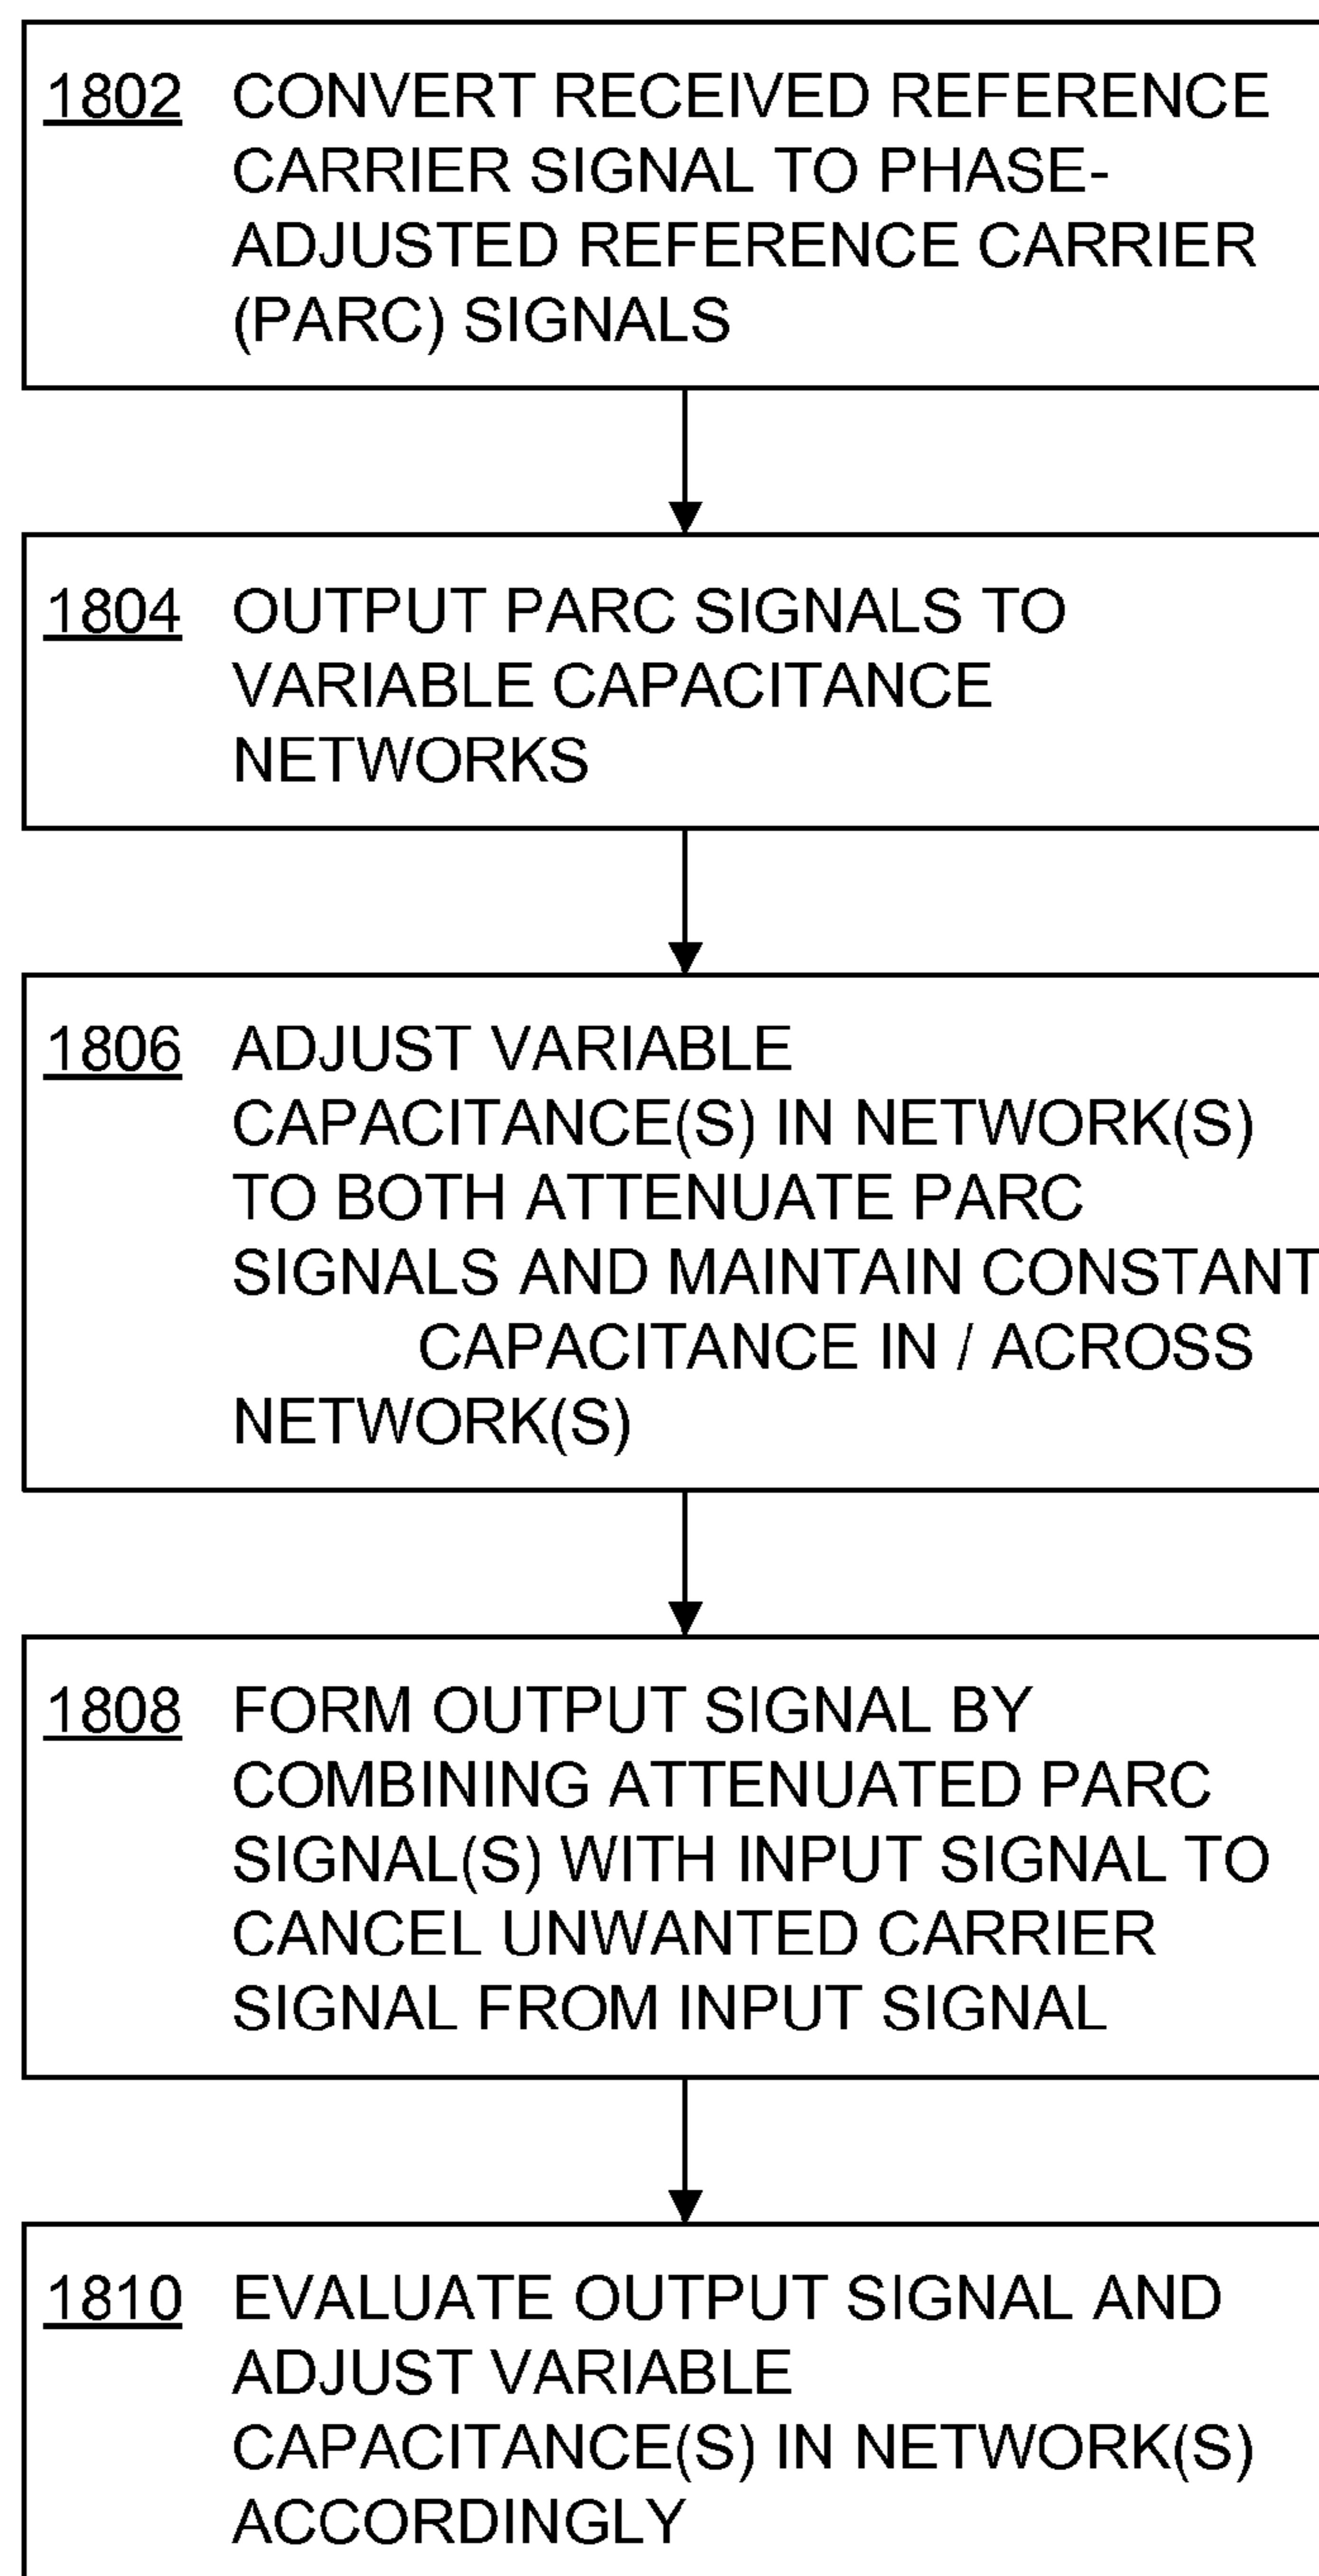 1802 CONVERT RECEIVED REFERENCE
CARRIER SIGNAL TO PHASE-
ADJUSTED REFERENCE CARRIER
(PARC) SIGNALS
1804 OUTPUT PARC SIGNALS TO
VARIABLE CAPACITANCE
NETWORKS
1806 ADJUST VARIABLE
CAPACITANCE(S) IN NETWORK(S)
TO BOTH ATTENUATE PARC
SIGNALS AND MAINTAIN CONSTANT
CAPACITANCE IN / ACROSS
NETWORK(S)
1808 FORM OUTPUT SIGNAL BY
COMBINING ATTENUATED PARC
SIGNAL(S) WITH INPUT SIGNAL TO
CANCEL UNWANTED CARRIER
SIGNAL FROM INPUT SIGNAL
1810 EVALUATE OUTPUT SIGNAL AND
ADJUST VARIABLE
CAPACITANCE(S) IN NETWORK(S)
ACCORDINGLY